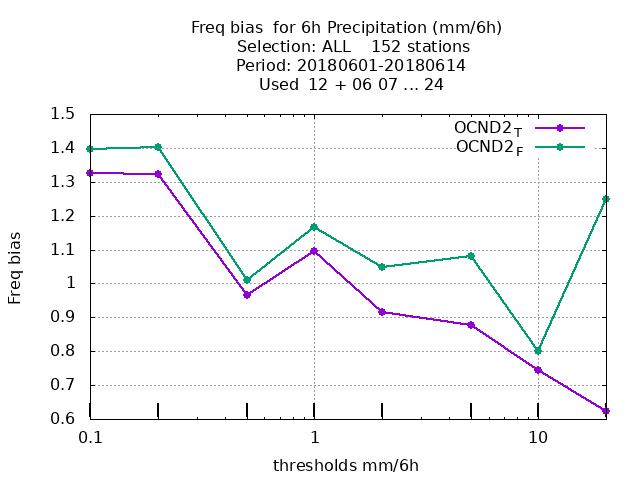 Freq bias  for 6h Precipitation (mm/6h)
Selection: ALL    152 stations
Period: 20180601-20180614
Used  12 + 06 07 ... 24
OCND2T
OCND2F
Freq bias
1.5
1.4
1.3
1.2
1.1
1
0.9
0.8
0.7
0.6
0.1 1 10
thresholds mm/6h